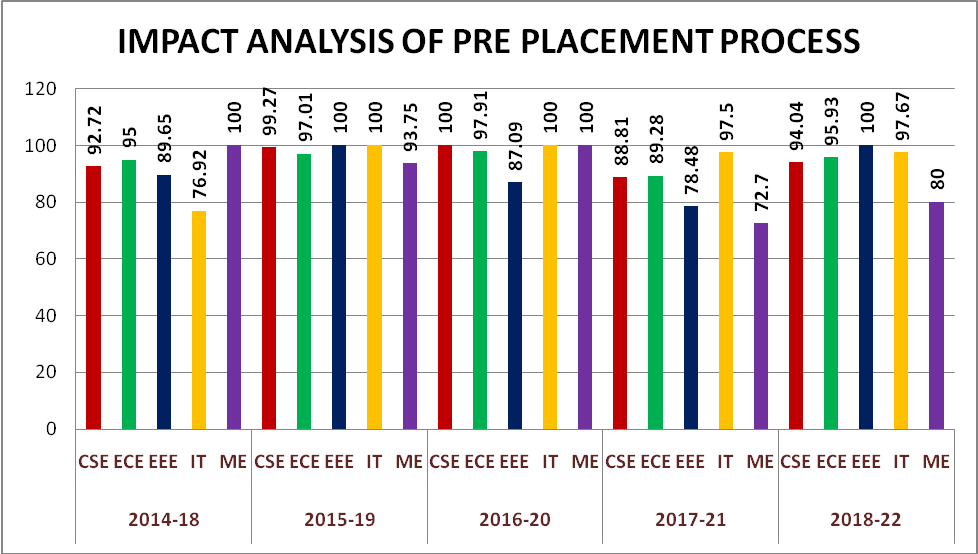 IMPACT ANALYSIS OF PRE PLACEMENT PROCESS
120
100
80
60
40
20
0
92.72 95 89.65 76.92 100 99.27 97.01 100 100 93.75 100 97.91 87.09 100 100 88.81 89.28 78.48 97.5 72.7 94.04 95.93 100 97.67 80
CSE ECE EEE IT ME CSE ECE EEE IT ME CSE ECE EEE IT ME CSE ECE EEE IT ME CSE ECE EEE IT ME
2014-18 2015-19 2016-20 2017-21 2018-22